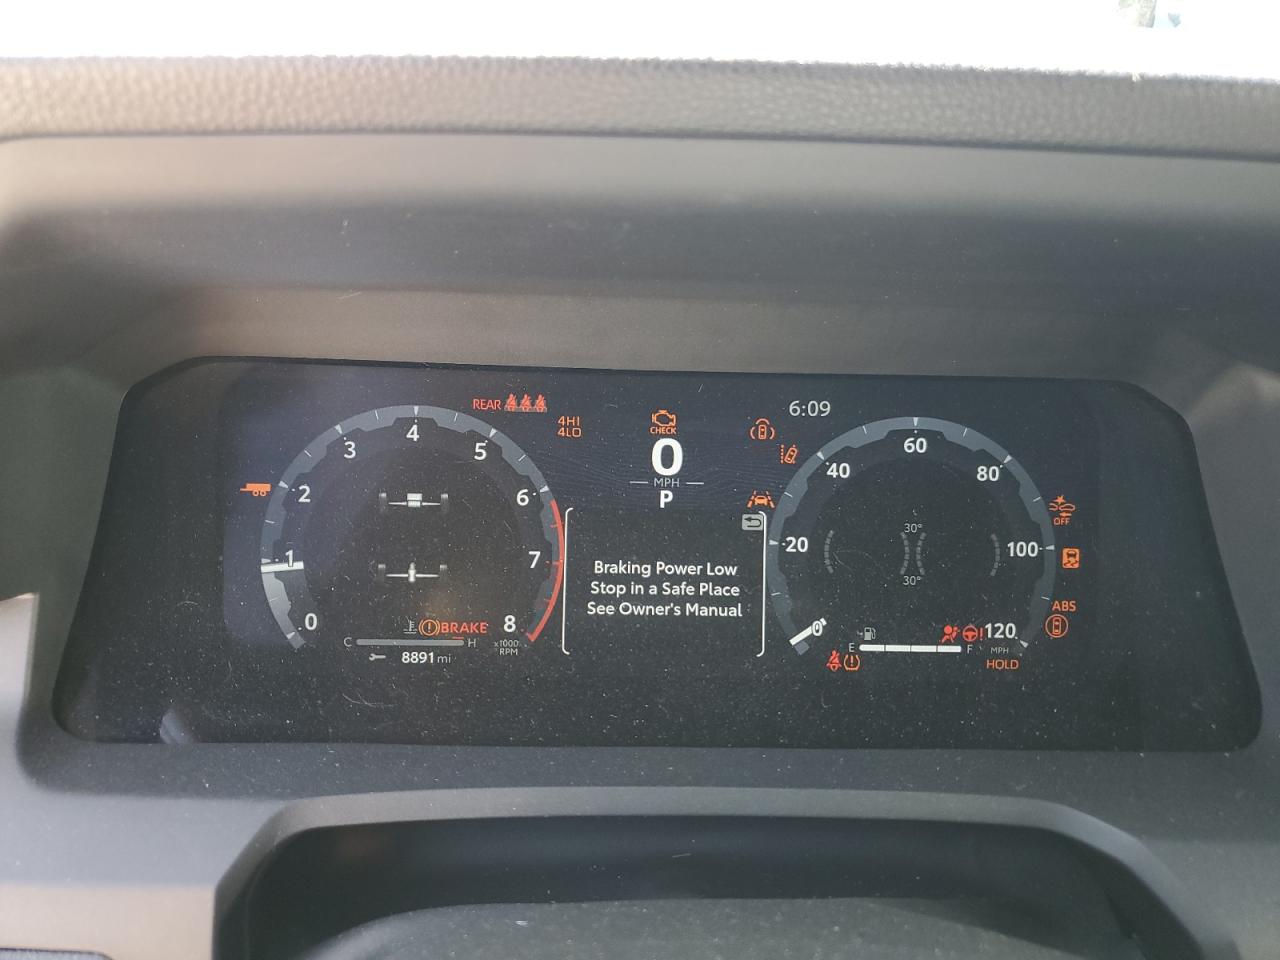 REAR
4HI
4LO
CHECK
0
MPH
P
6:09
0
1
2
3
4
5
6
7
8
x1000
RPM
C
H
BRAKE
8891 mi
Braking Power Low
Stop in a Safe Place
See Owner's Manual
0
20
40
60
80
100
120
MPH
30°
30°
E
F
OFF
ABS
HOLD